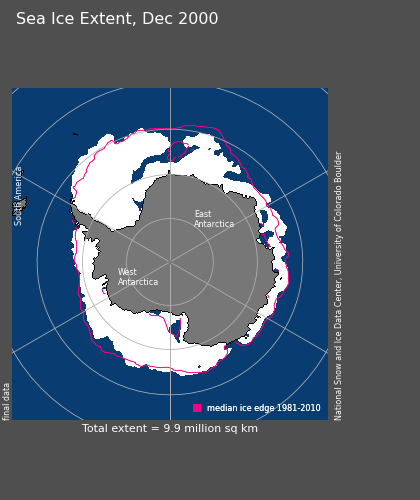 Sea Ice Extent, Dec 2000
South America
East
Antarctica
West
Antarctica
National Snow and Ice Data Center, University of Colorado Boulder
final data
median ice edge 1981-2010
Total extent = 9.9 million sq km